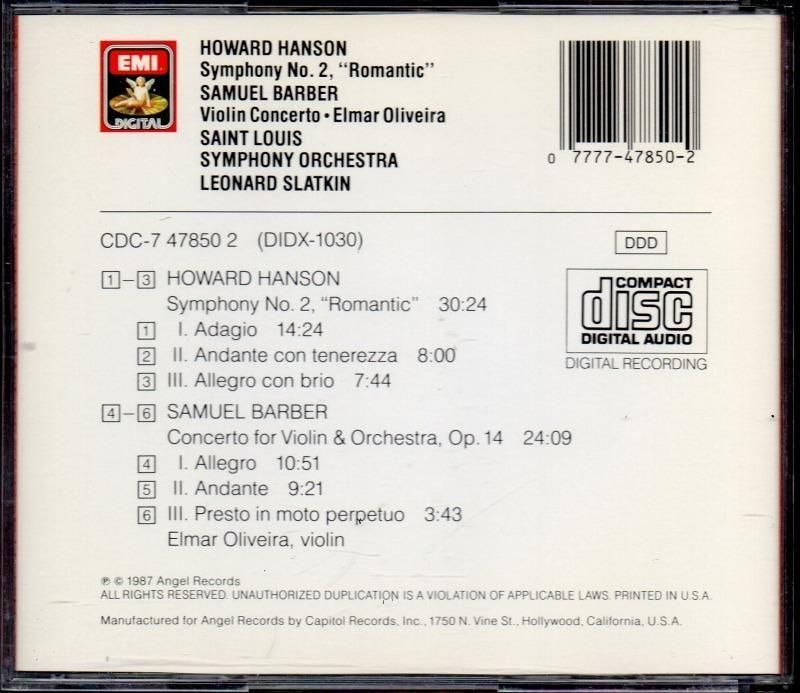 EMI
DIGITAL
HOWARD HANSON
Symphony No. 2, “Romantic”
SAMUEL BARBER
Violin Concerto • Elmar Oliveira
SAINT LOUIS
SYMPHONY ORCHESTRA
LEONARD SLATKIN
0 7777-47850-2
CDC-7 47850 2 (DIDX-1030)
DDD
1–3 HOWARD HANSON
Symphony No. 2, “Romantic” 30:24
1 I. Adagio 14:24
2 II. Andante con tenerezza 8:00
3 III. Allegro con brio 7:44
COMPACT
disc
DIGITAL AUDIO
DIGITAL RECORDING
4–6 SAMUEL BARBER
Concerto for Violin & Orchestra, Op. 14 24:09
4 I. Allegro 10:51
5 II. Andante 9:21
6 III. Presto in moto perpetuo 3:43
Elmar Oliveira, violin
℗ © 1987 Angel Records
ALL RIGHTS RESERVED. UNAUTHORIZED DUPLICATION IS A VIOLATION OF APPLICABLE LAWS. PRINTED IN U.S.A.
Manufactured for Angel Records by Capitol Records, Inc., 1750 N. Vine St., Hollywood, California, U.S.A.